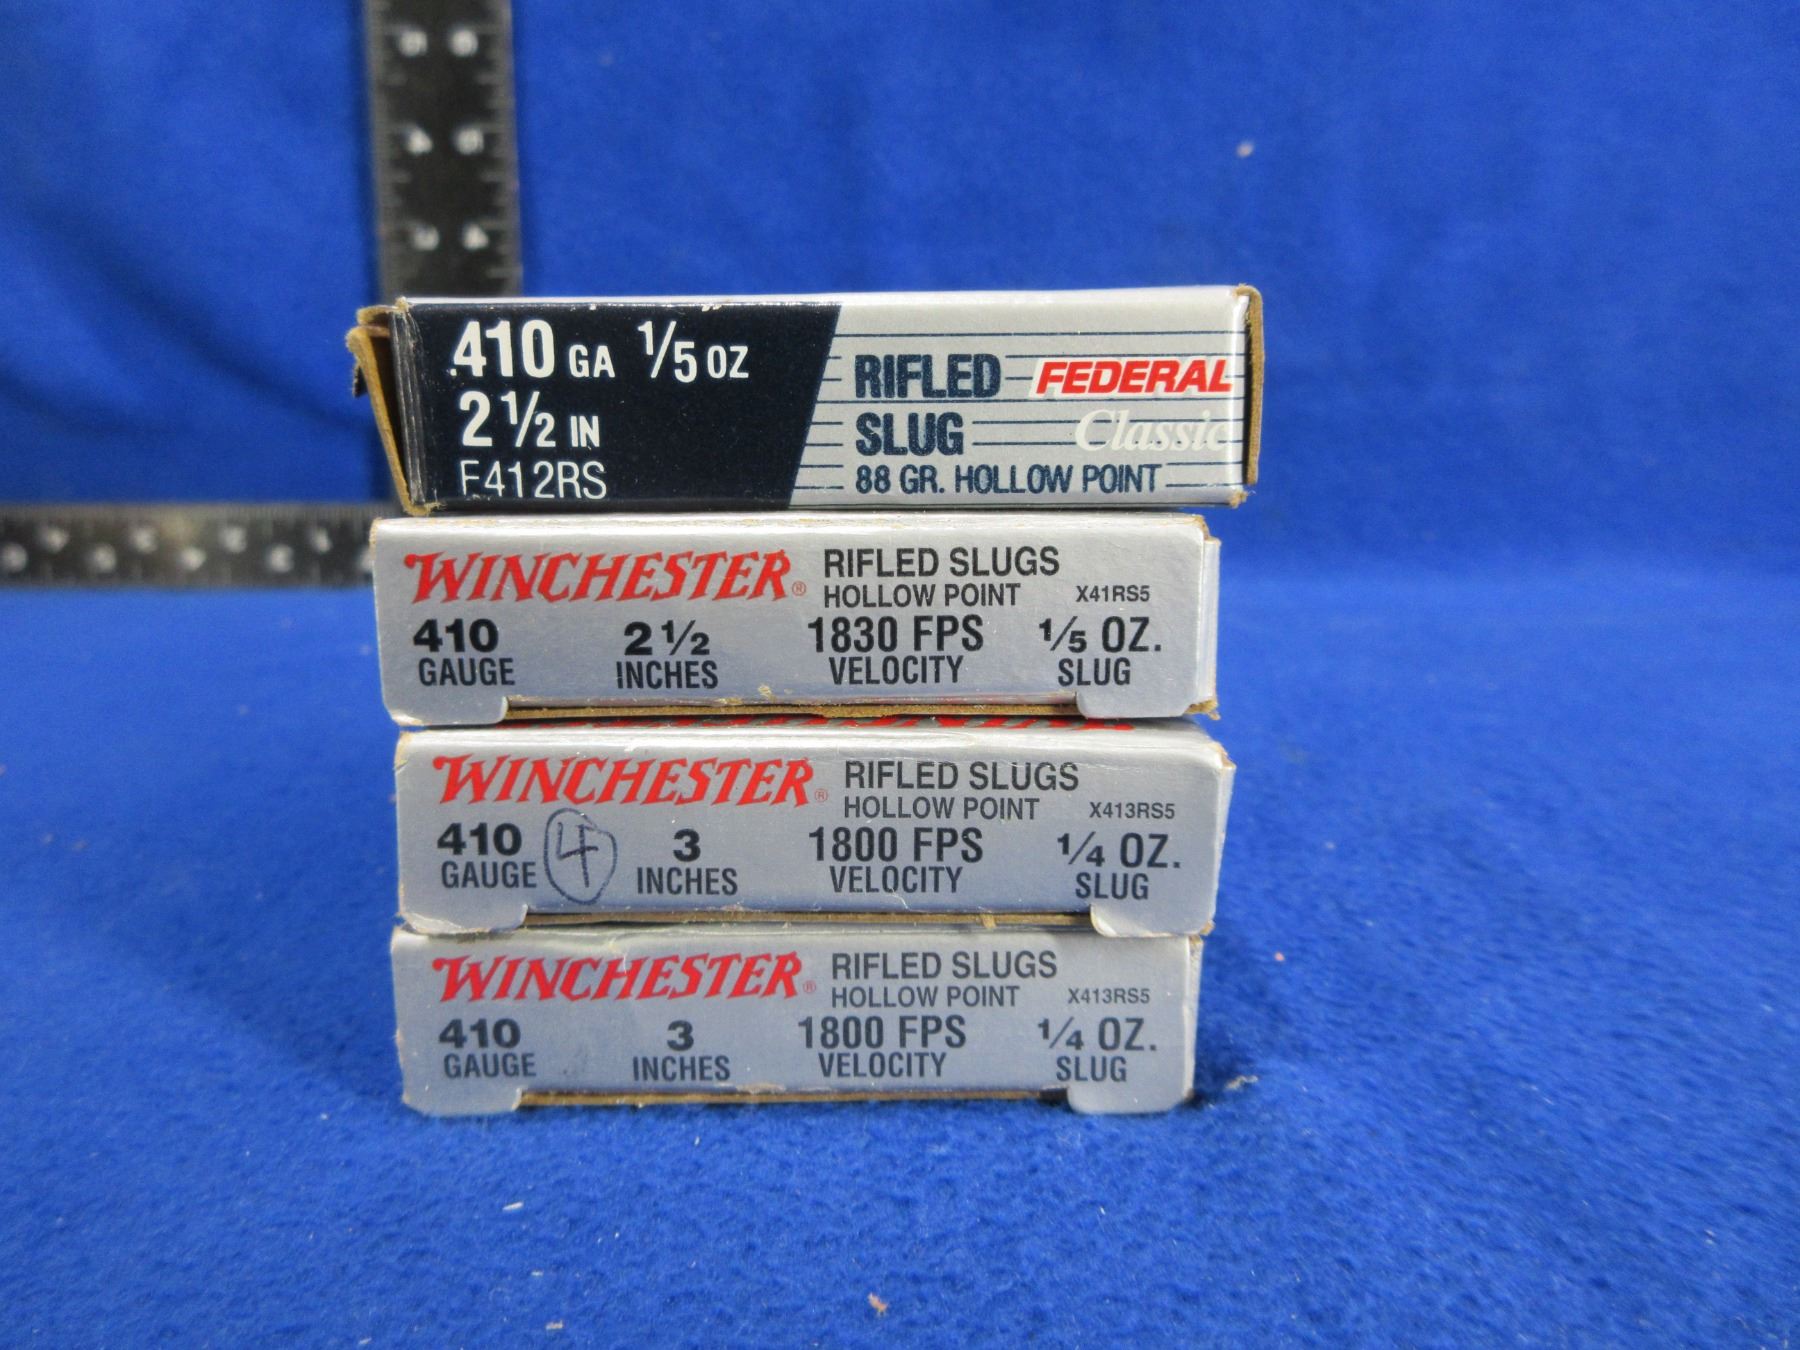 .410 GA 1/5 OZ
2 1/2 IN
F412RS
RIFLED FEDERAL
SLUG Classic
88 GR. HOLLOW POINT
WINCHESTER® RIFLED SLUGS
HOLLOW POINT X41RS5
410 2 1/2 1830 FPS 1/5 OZ.
GAUGE INCHES VELOCITY SLUG
WINCHESTER® RIFLED SLUGS
HOLLOW POINT X413RS5
410 4 3 1800 FPS 1/4 OZ.
GAUGE INCHES VELOCITY SLUG
WINCHESTER® RIFLED SLUGS
HOLLOW POINT X413RS5
410 3 1800 FPS 1/4 OZ.
GAUGE INCHES VELOCITY SLUG